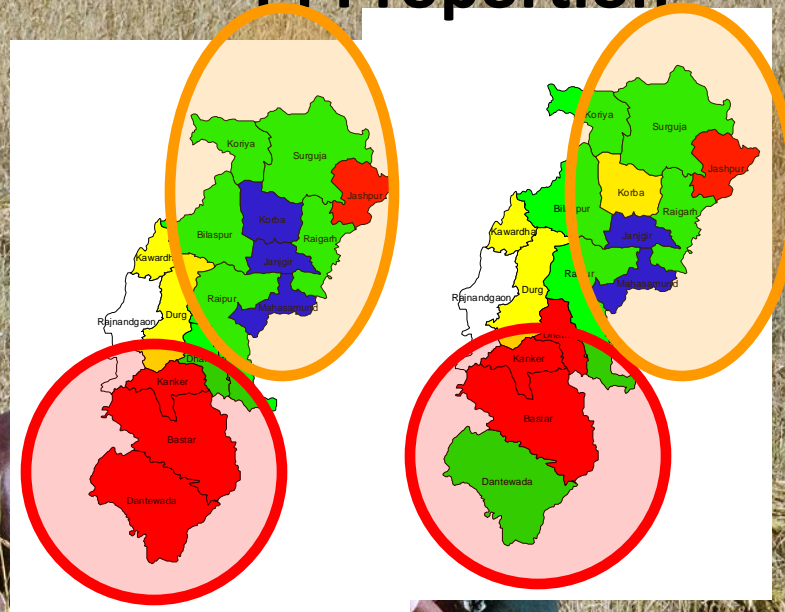 Proportion
Koriya
Surguja
Jashpur
Korba
Bilaspur
Raigarh
Janjgir
Kawardha
Raipur
Mahasamund
Durg
Rajnandgaon
Kanker
Bastar
Dantewada
Koriya
Surguja
Jashpur
Korba
Bilaspur
Raigarh
Kawardha
Janjgir
Raipur
Mahasamund
Durg
Rajnandgaon
Kanker
Bastar
Dantewada